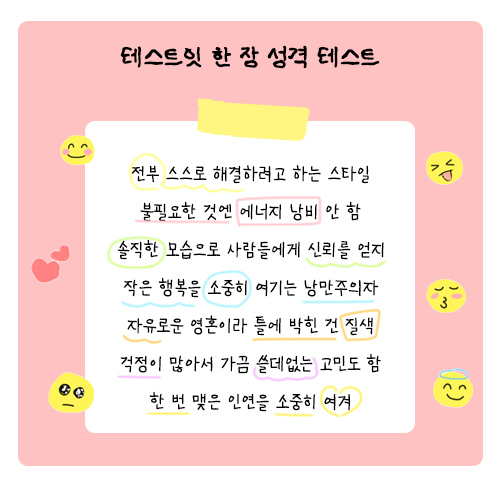 테스트잇 한 장 성격 테스트
전부 스스로 해결하려고 하는 스타일
불필요한 것엔 에너지 낭비 안 함
솔직한 모습으로 사람들에게 신뢰를 얻지
작은 행복을 소중히 여기는 낭만주의자
자유로운 영혼이라 틀에 박힌 건 질색
걱정이 많아서 가끔 쓸데없는 고민도 함
한 번 맺은 인연을 소중히 여겨